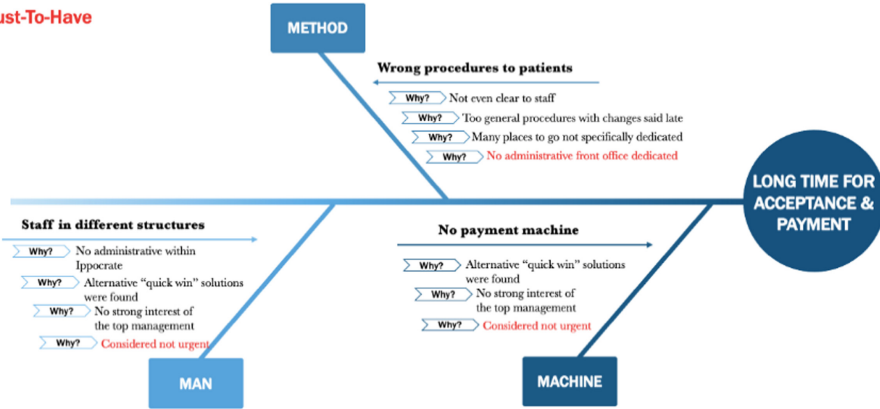 ust-To-Have
METHOD
Wrong procedures to patients
Why? Not even clear to staff
Why? Too general procedures with changes said late
Why? Many places to go not specifically dedicated
Why? No administrative front office dedicated
LONG TIME FOR
ACCEPTANCE &
PAYMENT
Staff in different structures
Why? No administrative within
Ippocrate
Why? Alternative “quick win” solutions
were found
Why? No strong interest of
the top management
Why? Considered not urgent
MAN
No payment machine
Why? Alternative “quick win” solutions
were found
Why? No strong interest of
the top management
Why? Considered not urgent
MACHINE